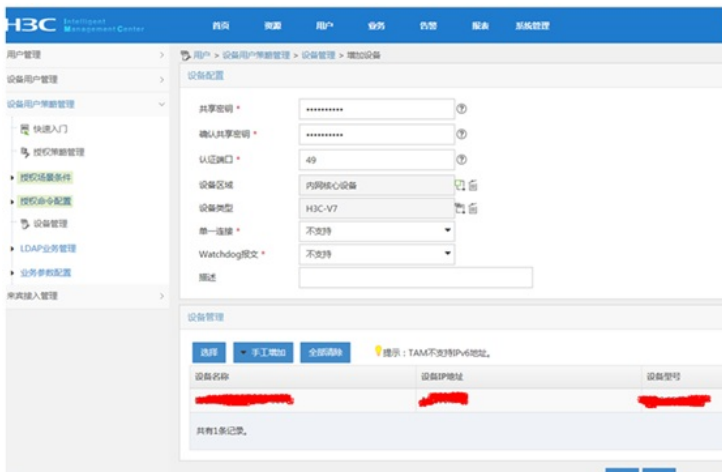 H3C Intelligent Management Center
首页 资源 用户 业务 告警 报表 系统管理
用户管理
设备用户管理
设备用户策略管理
快速入门
授权策略管理
授权场景条件
授权命令配置
设备管理
LDAP业务管理
业务参数配置
来宾接入管理
用户 > 设备用户策略管理 > 设备管理 > 增加设备
设备配置
共享密钥 * ••••••••••
确认共享密钥 * ••••••••••
认证端口 * 49
设备区域 内网核心设备
设备类型 H3C-V7
单一连接 * 不支持
Watchdog报文 * 不支持
描述
设备管理
选择 手工增加 全部清除 提示：TAM不支持IPv6地址。
设备名称 设备IP地址 设备型号
共有1条记录。